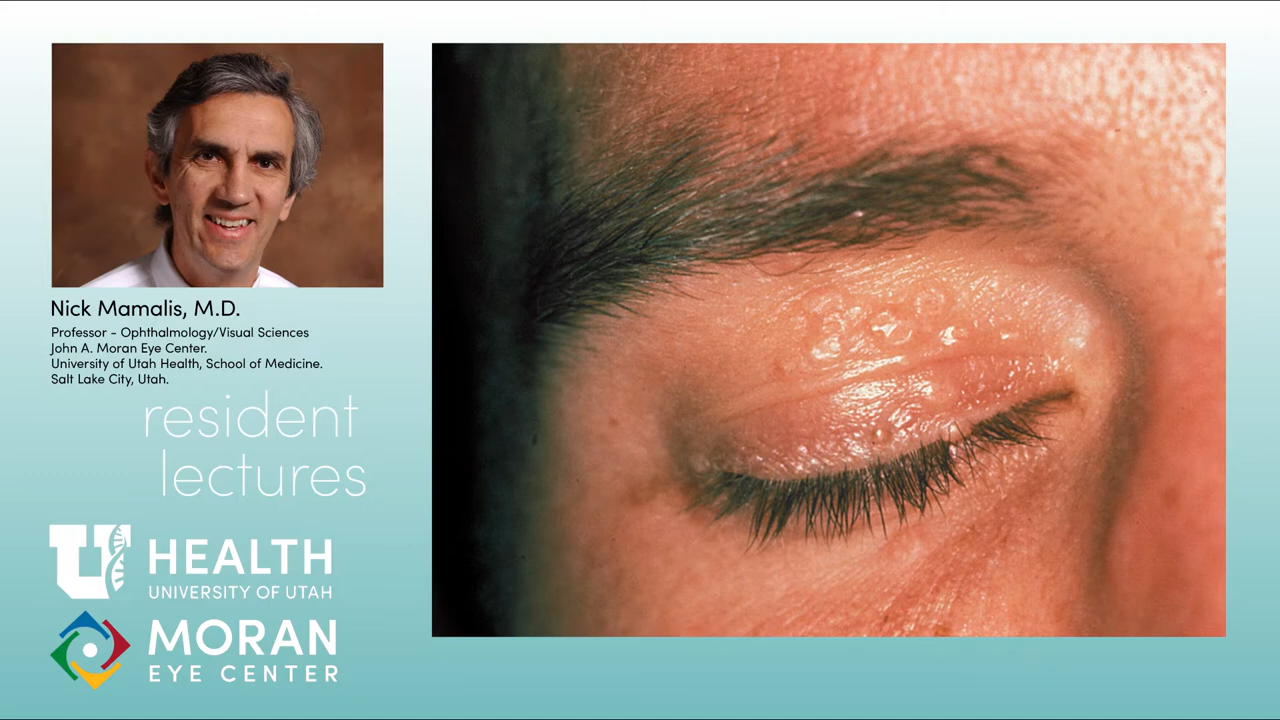 Nick Mamalis, M.D.
Professor - Ophthalmology/Visual Sciences
John A. Moran Eye Center.
University of Utah Health, School of Medicine.
Salt Lake City, Utah.
resident
lectures
U
HEALTH
UNIVERSITY OF UTAH
MORAN
EYE CENTER